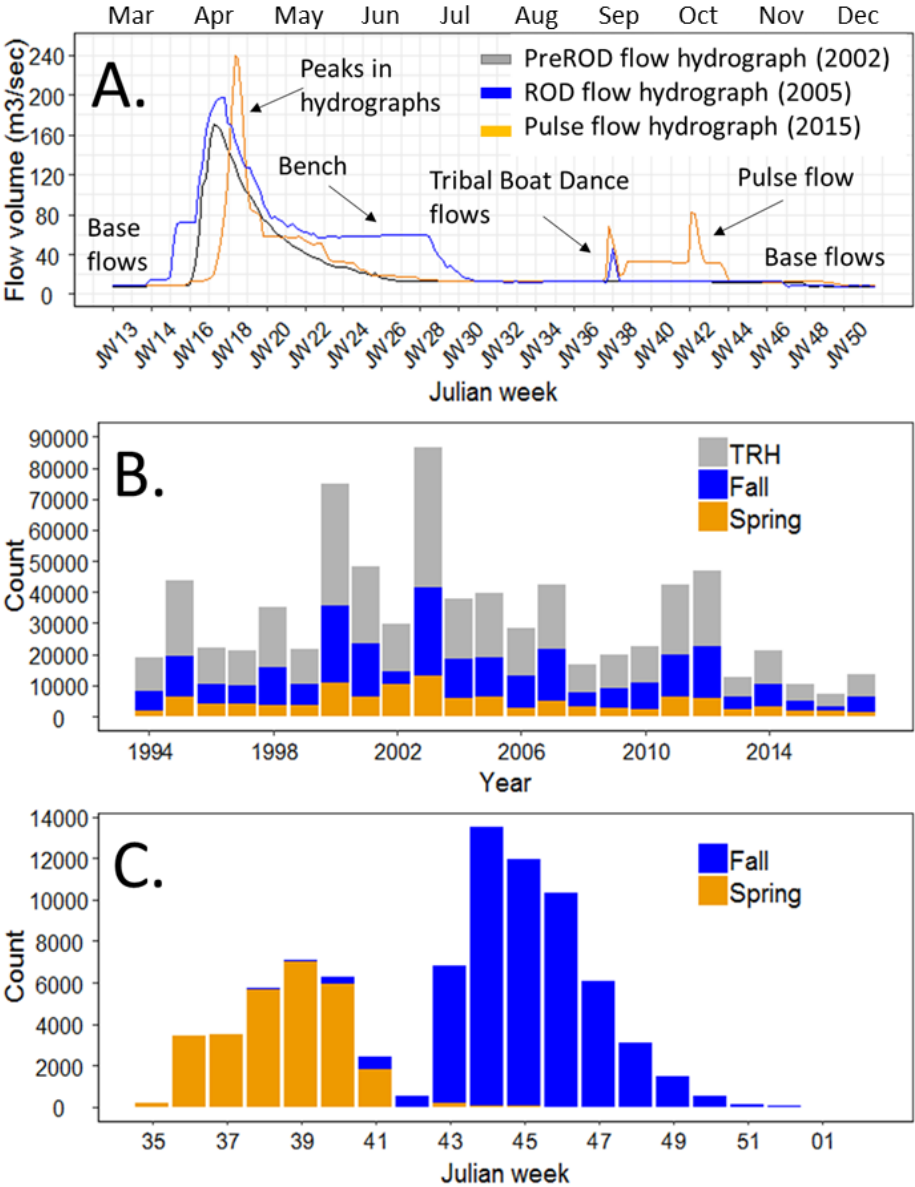 Mar Apr May Jun Jul Aug Sep Oct Nov Dec
A.
Flow volume (m3/sec)
240
200
160
120
80
40
0
PreROD flow hydrograph (2002)
ROD flow hydrograph (2005)
Pulse flow hydrograph (2015)
Peaks in
hydrographs
Bench
Tribal Boat Dance
flows
Pulse flow
Base
flows
Base flows
JW13 JW14 JW16 JW18 JW20 JW22 JW24 JW26 JW28 JW30 JW32 JW34 JW36 JW38 JW40 JW42 JW44 JW46 JW48 JW50
Julian week
B.
Count
90000
80000
70000
60000
50000
40000
30000
20000
10000
0
TRH
Fall
Spring
1994 1998 2002 2006 2010 2014
Year
C.
Count
14000
12000
10000
8000
6000
4000
2000
0
Fall
Spring
35 37 39 41 43 45 47 49 51 01
Julian week